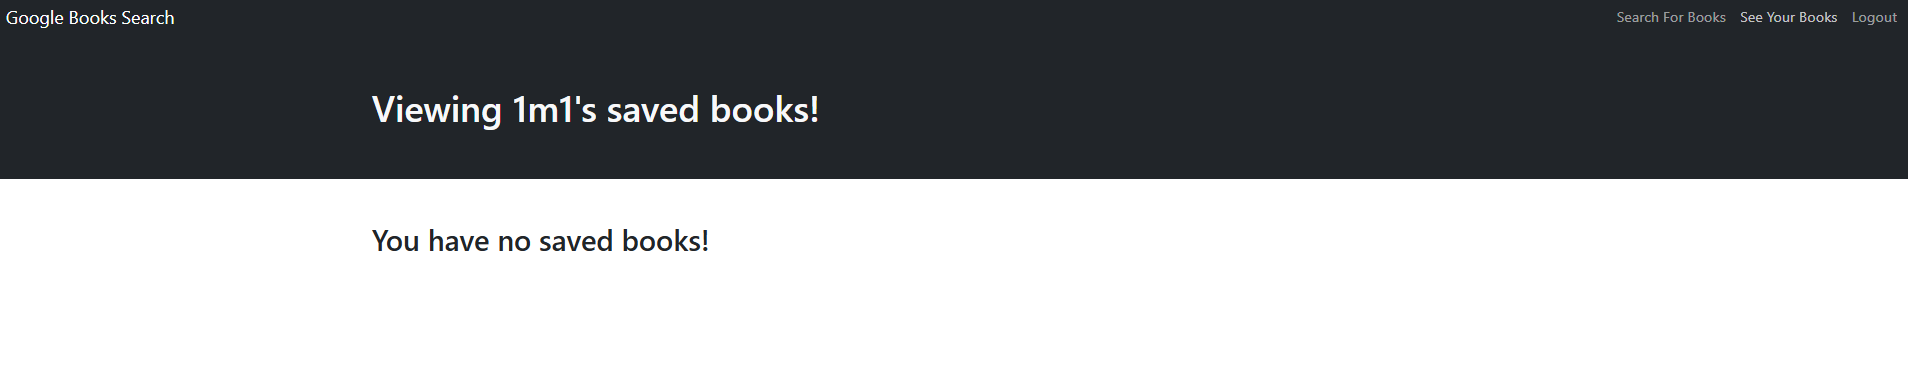 Google Books Search
Search For Books See Your Books Logout
Viewing 1m1's saved books!
You have no saved books!